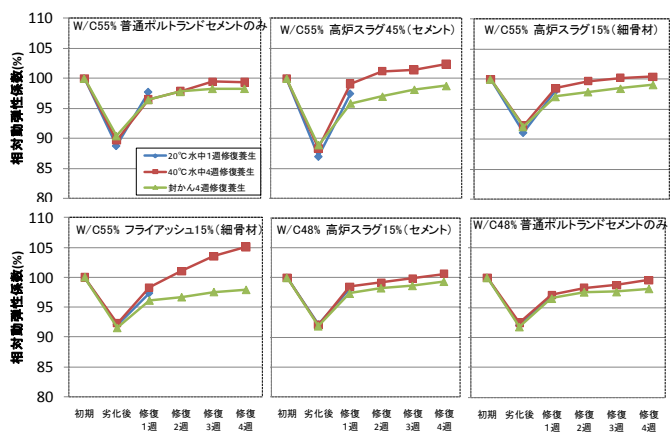 W/C55% 普通ポルトランドセメントのみ
W/C55% 高炉スラグ45%(セメント)
W/C55% 高炉スラグ15%(細骨材)
相対動弾性係数(%)
110
105
100
95
90
85
80
20℃水中1週修復養生
40℃水中4週修復養生
封かん4週修復養生
W/C55% フライアッシュ15%(細骨材)
W/C48% 高炉スラグ15%(セメント)
W/C48% 普通ポルトランドセメントのみ
相対動弾性係数(%)
110
105
100
95
90
85
80
初期 劣化後 修復1週 修復2週 修復3週 修復4週
初期 劣化後 修復1週 修復2週 修復3週 修復4週
初期 劣化後 修復1週 修復2週 修復3週 修復4週